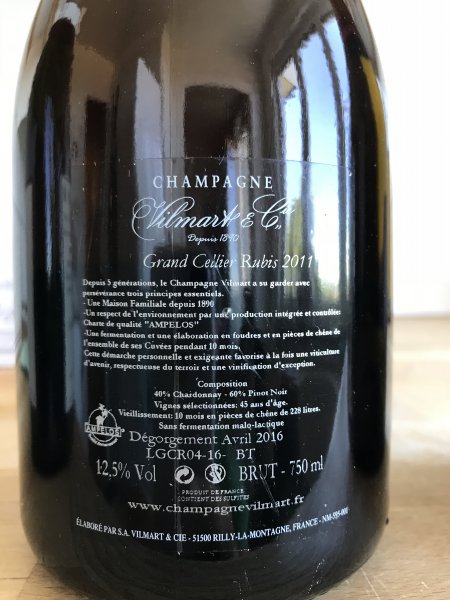 CHAMPAGNE
Vilmart & Cie
Depuis 1890
Grand Cellier Rubis 2011
Depuis 5 générations, le Champagne Vilmart a su garder avec
persévérance trois principes essentiels.
- Une Maison Familiale depuis 1890
-Un respect de l'environnement par une production intégrée et contrôlée:
Charte de qualité "AMPELOS"
-Une fermentation et une élaboration en foudres et en pièces de chêne de
l'ensemble de ses Cuvées pendant 10 mois.
Cette démarche personnelle et exigeante favorise à la fois une viticulture
d'avenir, respectueuse du terroir et une vinification d'exception.
Composition
40% Chardonnay - 60% Pinot Noir
Vignes sélectionnées: 45 ans d'âge.
Vieillissement: 10 mois en pièces de chêne de 228 litres.
Sans fermentation malo-lactique
AMPELOS
Dégorgement Avril 2016
LGCR04-16- BT
12,5% Vol BRUT - 750 ml
PRODUIT DE FRANCE
CONTIENT DES SULFITES
www.champagnevilmart.fr
ÉLABORÉ PAR S.A. VILMART & CIE - 51500 RILLY-LA-MONTAGNE, FRANCE - NM-595-000